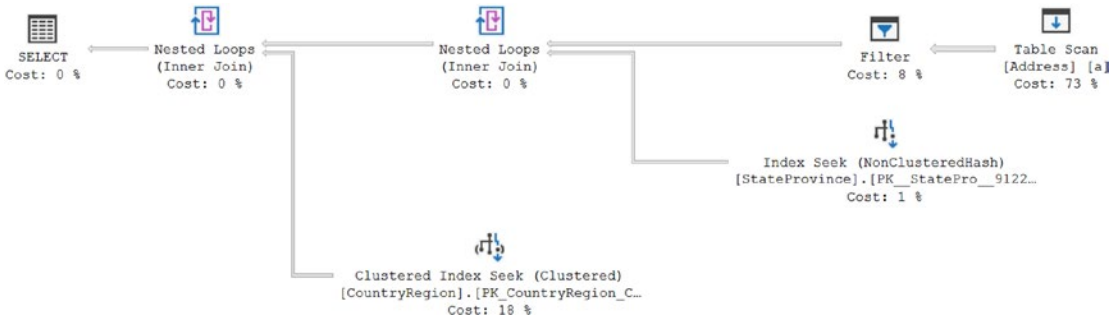 SELECT
Cost: 0 %
Nested Loops
(Inner Join)
Cost: 0 %
Nested Loops
(Inner Join)
Cost: 0 %
Filter
Cost: 8 %
Table Scan
[Address] [a]
Cost: 73 %
Index Seek (NonClusteredHash)
[StateProvince].[PK__StatePro__9122…
Cost: 1 %
Clustered Index Seek (Clustered)
[CountryRegion].[PK_CountryRegion_C…
Cost: 18 %